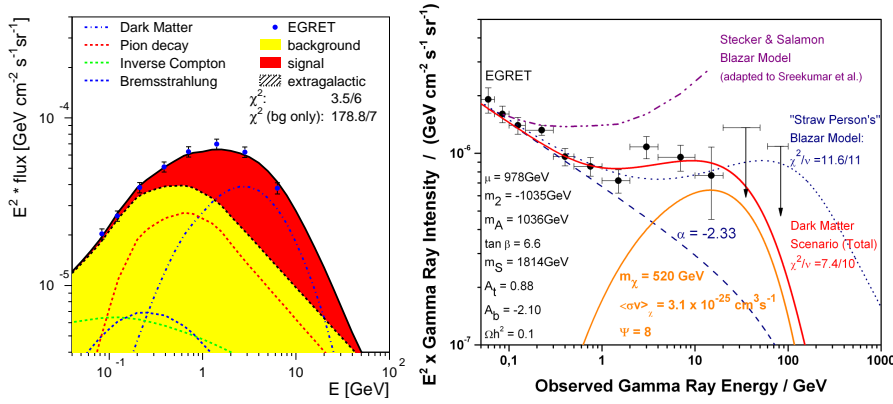 Dark Matter
Pion decay
Inverse Compton
Bremsstrahlung
EGRET
background
signal
extragalactic
χ²: 3.5/6
χ² (bg only): 178.8/7
E² * flux [GeV cm⁻² s⁻¹sr⁻¹]
10⁻⁴
10⁻⁵
10⁻¹ 1 10 10²
E [GeV]
E² x Gamma Ray Intensity / (GeV cm⁻² s⁻¹ sr⁻¹)
10⁻⁶
10⁻⁷
EGRET
Stecker & Salamon
Blazar Model
(adapted to Sreekumar et al.)
"Straw Person's"
Blazar Model:
χ²/ν =11.6/11
μ = 978GeV
m₂ = -1035GeV
m_A = 1036GeV
tan β = 6.6
m_S = 1814GeV
A_t = 0.88
A_b = -2.10
Ωh² = 0.1
α = -2.33
m_χ = 520 GeV
<σv>_χ = 3.1 x 10⁻²⁵ cm³s⁻¹
Ψ = 8
Dark Matter
Scenario (Total)
χ²/ν =7.4/10
0,1 1 10 100 1000
Observed Gamma Ray Energy / GeV